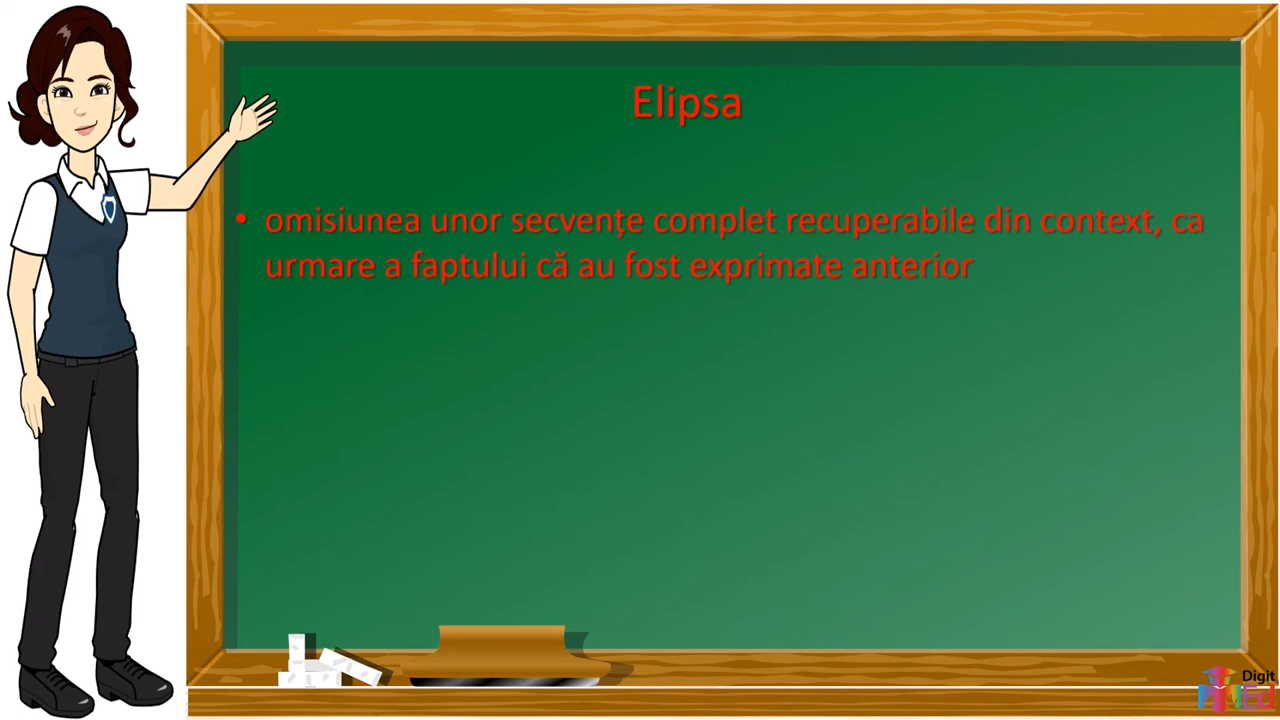 Elipsa
• omisiunea unor secvențe complet recuperabile din context, ca
urmare a faptului că au fost exprimate anterior
Digit